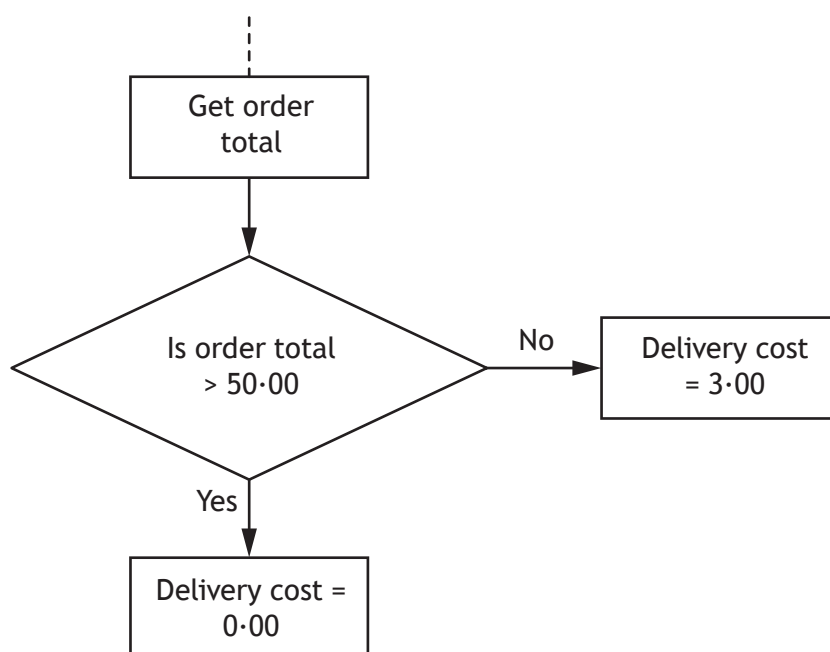 Get order
total
Is order total
> 50·00
No
Delivery cost
= 3·00
Yes
Delivery cost =
0·00